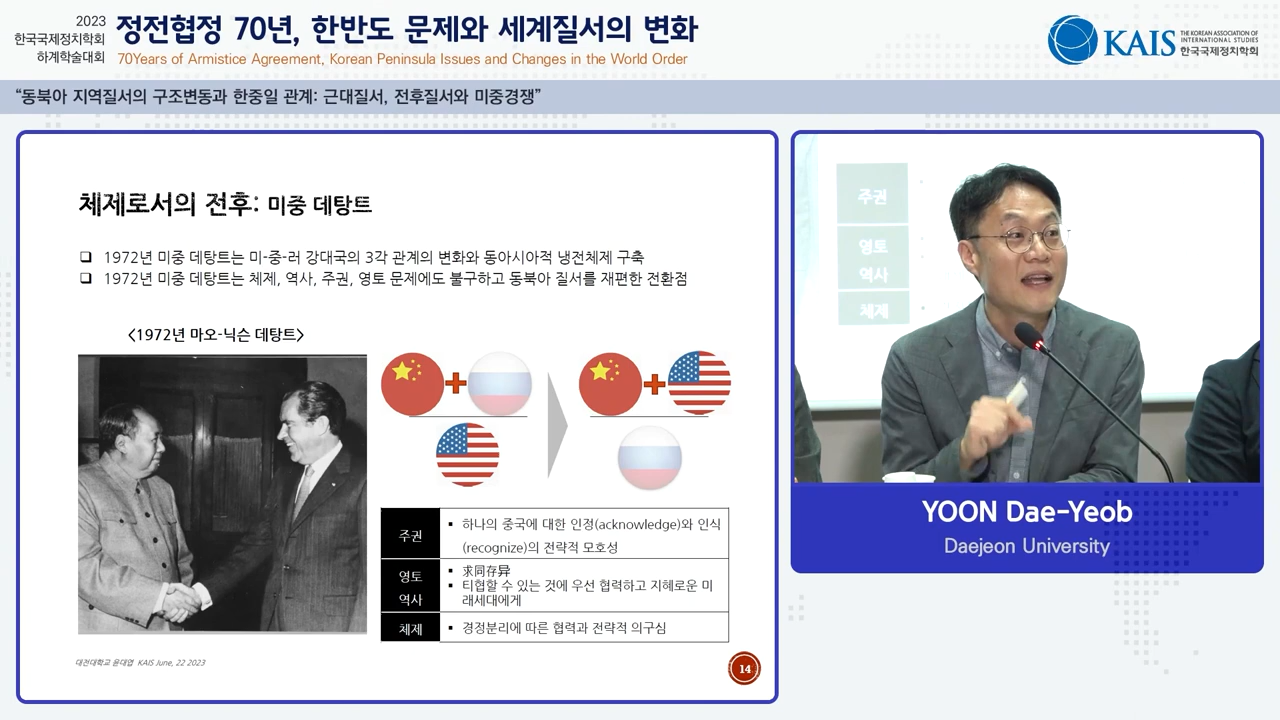 2023
한국국제정치학회
하계학술대회
정전협정 70년, 한반도 문제와 세계질서의 변화
70Years of Armistice Agreement, Korean Peninsula Issues and Changes in the World Order
KAIS
THE KOREAN ASSOCIATION OF
INTERNATIONAL STUDIES
한국국제정치학회
“동북아 지역질서의 구조변동과 한중일 관계: 근대질서, 전후질서와 미중경쟁”
체제로서의 전후: 미중 데탕트
❑ 1972년 미중 데탕트는 미-중-러 강대국의 3각 관계의 변화와 동아시아적 냉전체제 구축
❑ 1972년 미중 데탕트는 체제, 역사, 주권, 영토 문제에도 불구하고 동북아 질서를 재편한 전환점
<1972년 마오-닉슨 데탕트>
주권
▪ 하나의 중국에 대한 인정(acknowledge)와 인식
(recognize)의 전략적 모호성
영토
역사
▪ 求同存异
▪ 티협할 수 있는 것에 우선 협력하고 지혜로운 미
래세대에게
체제
▪ 경정분리에 따른 협력과 전략적 의구심
대전대학교 윤대엽 KAIS June, 22 2023
14
주권
영토
역사
체제
YOON Dae-Yeob
Daejeon University